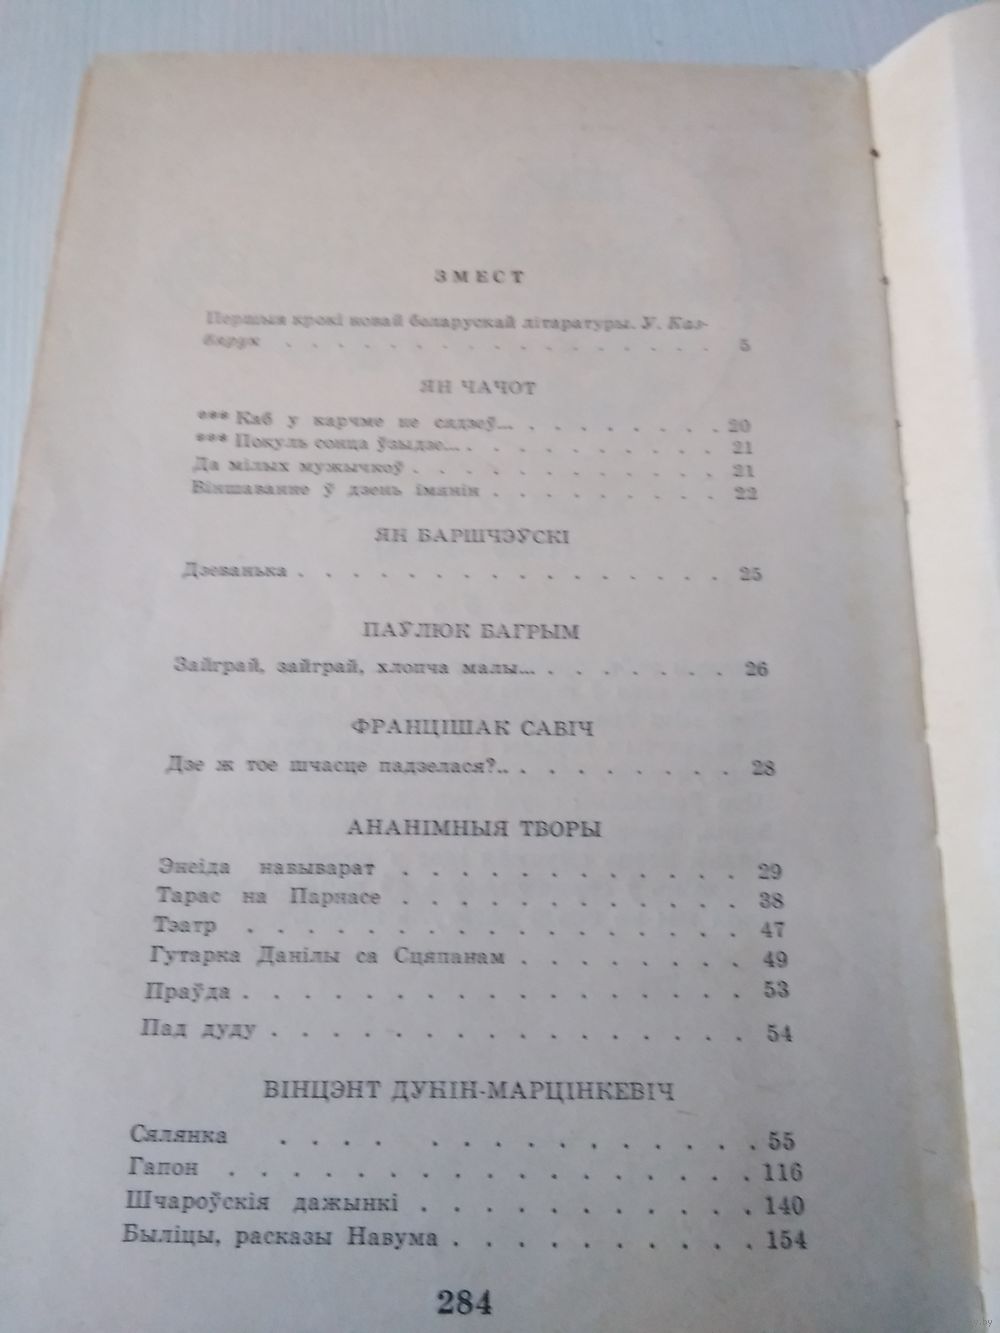 ЗМЕСТ
Першыя крокі новай беларускай літаратуры. У. Каз-
барук . . . . . . . . . . . . . . . . 5
ЯН ЧАЧОТ
*** Каб у карчме не сядзеў... . . . . . . . . 20
*** Покуль сонца ўзыдзе... . . . . . . . . . . 21
Да мілых мужычкоў . . . . . . . . . . . . 21
Віншаванне ў дзень імянін . . . . . . . . . 22
ЯН БАРШЧЭЎСКІ
Дзеванька . . . . . . . . . . . . . . . . 25
ПАЎЛЮК БАГРЫМ
Зайграй, зайграй, хлопча малы... . . . . . . . 26
ФРАНЦІШАК САВІЧ
Дзе ж тое шчасце падзелася?.. . . . . . . . . 28
АНАНІМНЫЯ ТВОРЫ
Энеіда навыварат . . . . . . . . . . . . 29
Тарас на Парнасе . . . . . . . . . . . . 38
Тэатр . . . . . . . . . . . . . . . . . 47
Гутарка Данілы са Сцяпанам . . . . . . . . 49
Праўда . . . . . . . . . . . . . . . . . 53
Пад дуду . . . . . . . . . . . . . . . . 54
ВІНЦЭНТ ДУНІН-МАРЦІНКЕВІЧ
Сялянка . . . . . . . . . . . . . . . 55
Гапон . . . . . . . . . . . . . . . . . 116
Шчароўскія дажынкі . . . . . . . . . . . 140
Быліцы, расказы Навума . . . . . . . . . . 154
284